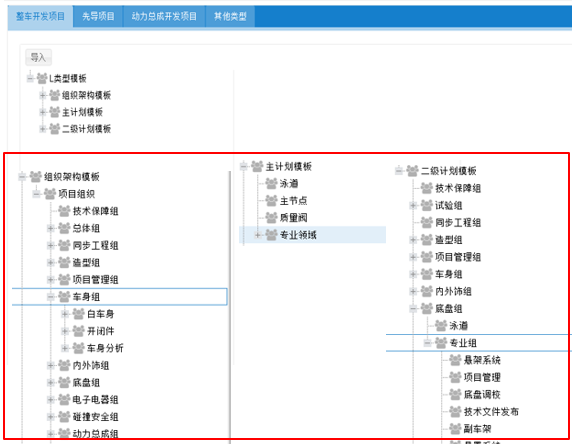 整车开发项目 先导项目 动力总成开发项目 其他类型
导入
L类型模板
组织架构模板
主计划模板
二级计划模板
组织架构模板
项目组织
技术保障组
总体组
同步工程组
造型组
项目管理组
车身组
白车身
开闭件
车身分析
内外饰组
底盘组
电子电器组
碰撞安全组
动力总成组
主计划模板
泳道
主节点
质量阀
专业领域
二级计划模板
技术保障组
试验组
同步工程组
造型组
项目管理组
车身组
内外饰组
底盘组
泳道
专业组
悬架系统
项目管理
底盘调校
技术文件发布
副车架